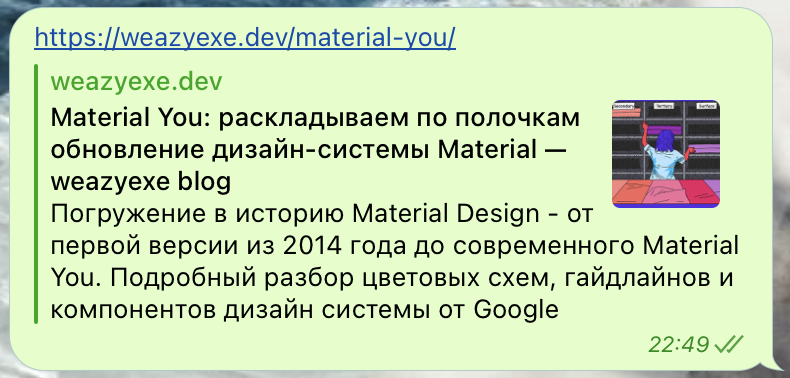 https://weazyexe.dev/material-you/
weazyexe.dev
Material You: раскладываем по полочкам
обновление дизайн-системы Material —
weazyexe blog
Погружение в историю Material Design - от
первой версии из 2014 года до современного Material
You. Подробный разбор цветовых схем, гайдлайнов и
компонентов дизайн системы от Google
Secondary
Tertiary
Surface
22:49